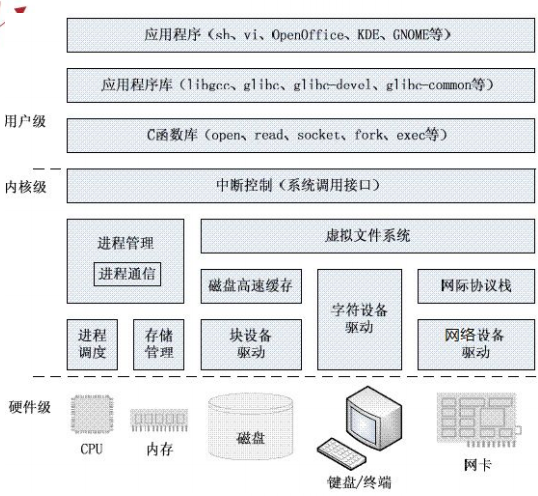 应用程序（sh、vi、OpenOffice、KDE、GNOME等）
应用程序库（libgcc、glibc、glibc-devel、glibc-common等）
用户级
C函数库（open、read、socket、fork、exec等）
内核级
中断控制（系统调用接口）
进程管理
进程通信
虚拟文件系统
磁盘高速缓存
字符设备
驱动
网际协议栈
进程
调度
存储
管理
块设备
驱动
网络设备
驱动
硬件级
CPU
内存
磁盘
键盘/终端
网卡